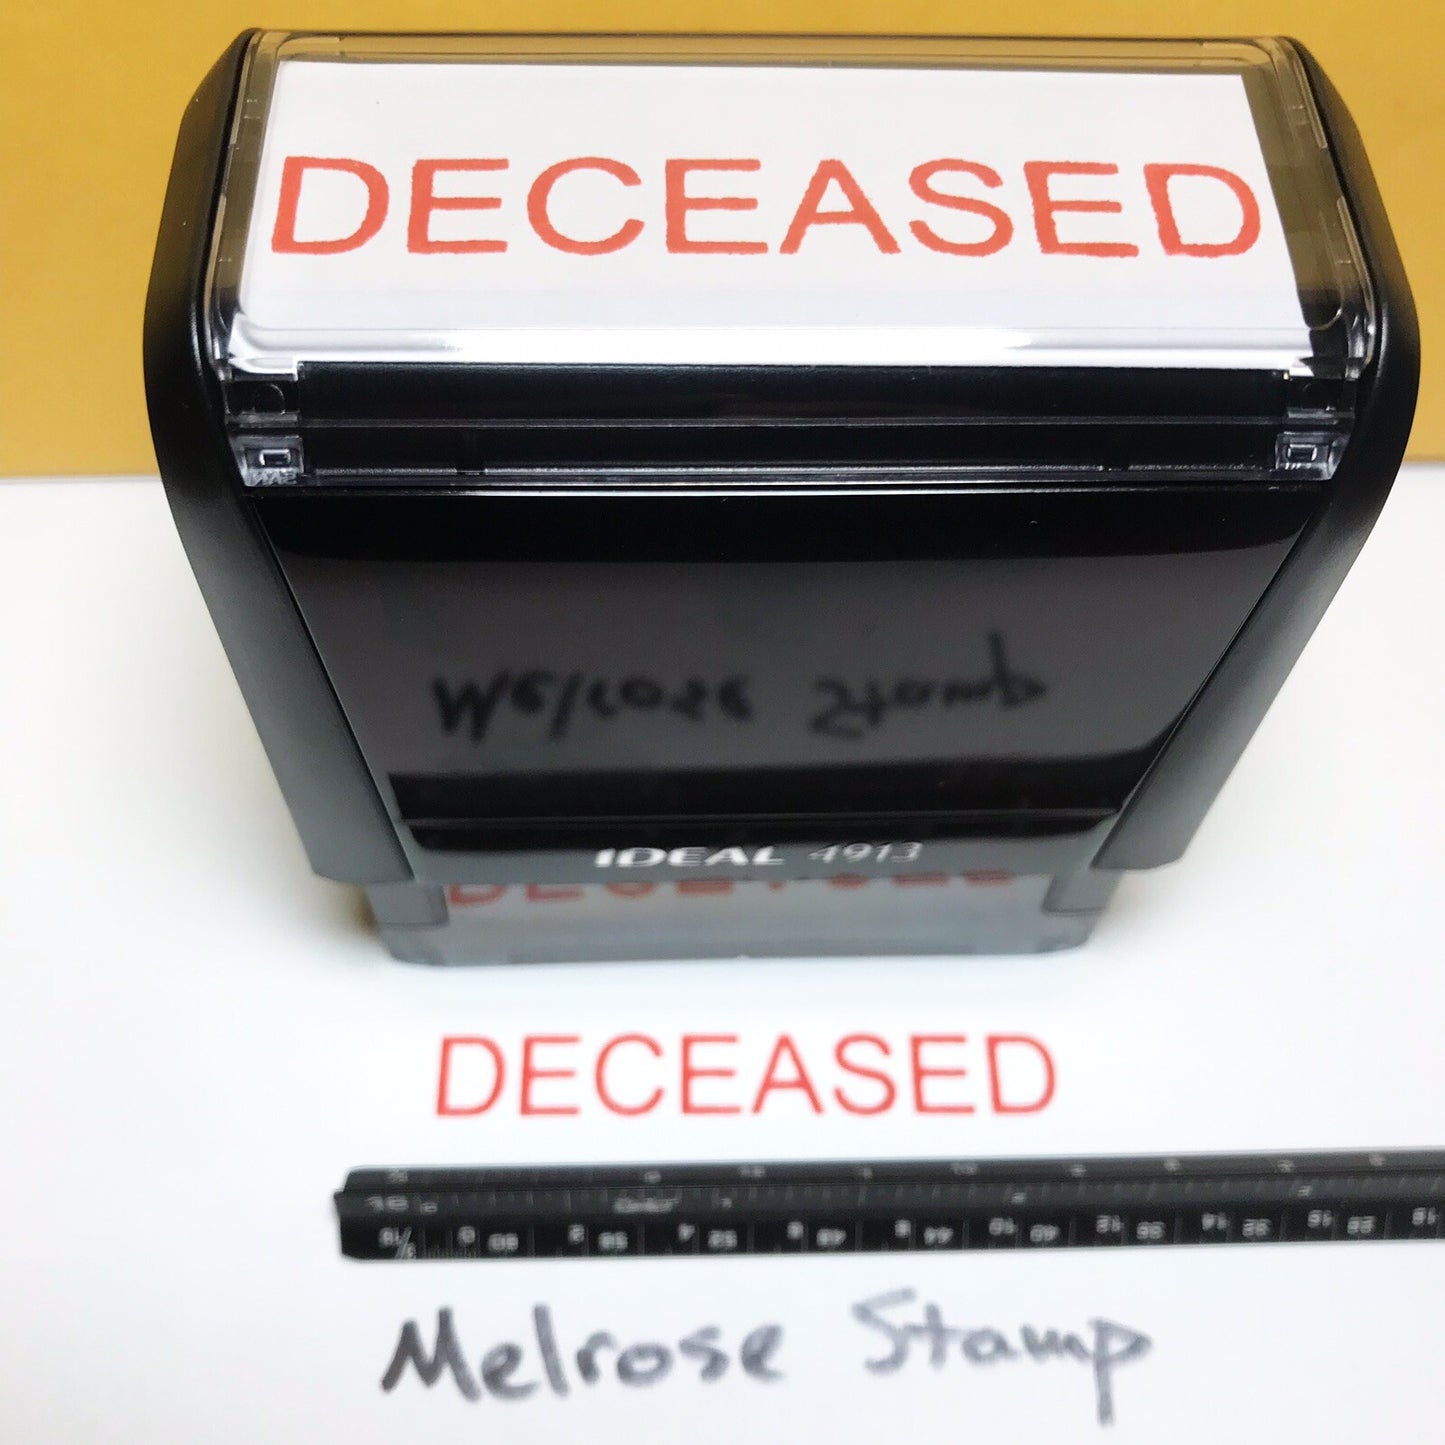 DECEASED
IDEAL 4913
DECEASED
Melrose Stamp